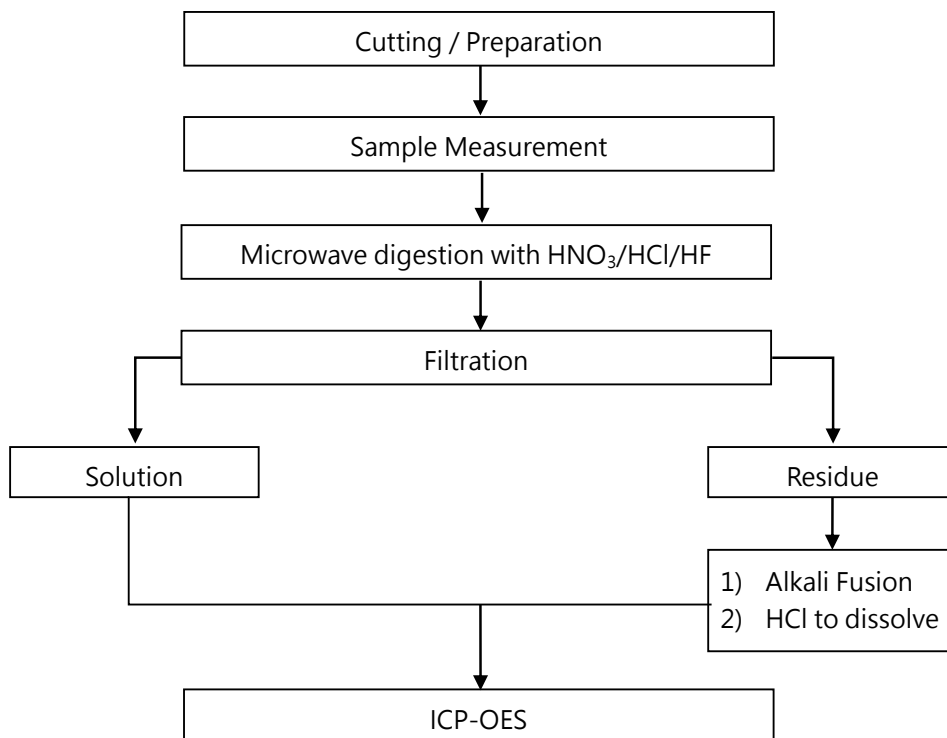 Cutting / Preparation
Sample Measurement
Microwave digestion with HNO₃/HCl/HF
Filtration
Solution
Residue
1) Alkali Fusion
2) HCl to dissolve
ICP-OES